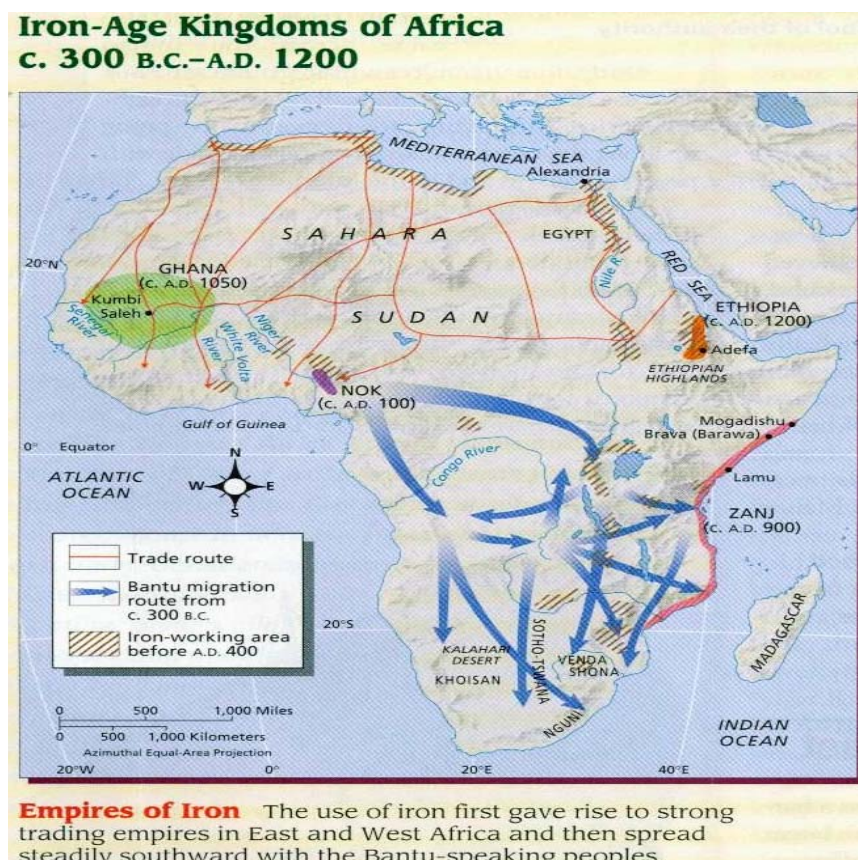 Iron-Age Kingdoms of Africa
c. 300 B.C.–A.D. 1200
MEDITERRANEAN SEA
Alexandria
SAHARA
EGYPT
Nile R.
RED SEA
20°N
GHANA
(c. A.D. 1050)
Kumbi
Saleh
Senegal
River
SUDAN
ETHIOPIA
(c. A.D. 1200)
Adefa
ETHIOPIAN
HIGHLANDS
Niger
River
White Volta
River
NOK
(c. A.D. 100)
Gulf of Guinea
Mogadishu
Brava (Barawa)
0° Equator
Congo River
Lamu
ATLANTIC
OCEAN
N
W
E
S
ZANJ
(c. A.D. 900)
Trade route
Bantu migration
route from
c. 300 B.C.
Iron-working area
before A.D. 400
20°S
MADAGASCAR
KALAHARI
DESERT
KHOISAN
SOTHO-TSWANA
VENDA
SHONA
NGUNI
0 500 1,000 Miles
0 500 1,000 Kilometers
Azimuthal Equal-Area Projection
INDIAN
OCEAN
20°W
0°
20°E
40°E
Empires of Iron The use of iron first gave rise to strong
trading empires in East and West Africa and then spread
steadily southward with the Bantu-speaking peoples